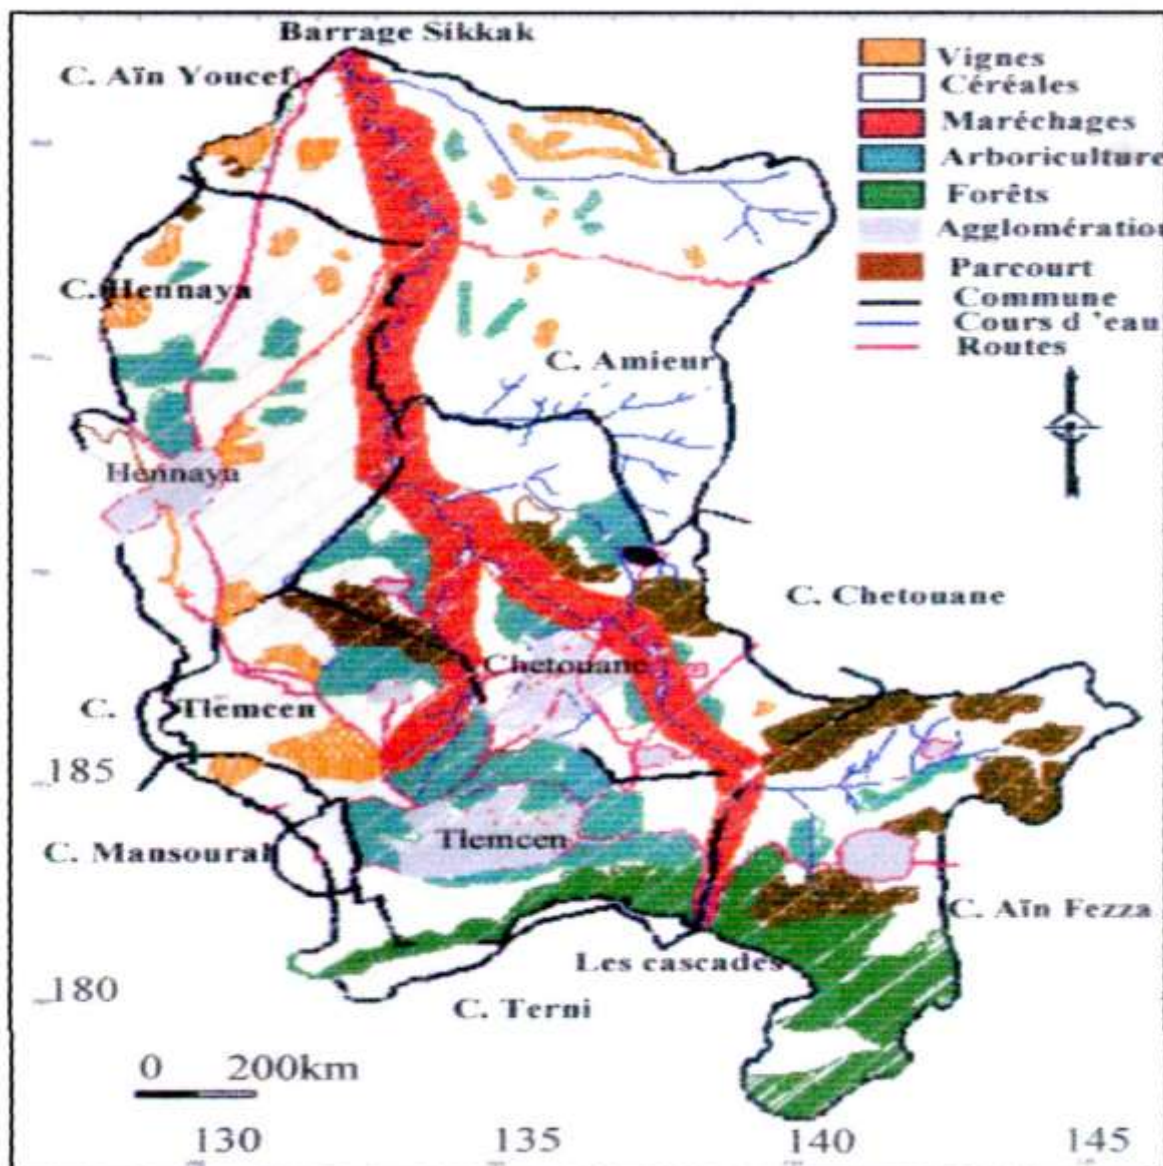 Barrage Sikkak
C. Aïn Youcef
Vignes
Céréales
Maréchages
Arboriculture
Forêts
Agglomération
Parcourt
Commune
Cours d 'eau
Routes
C. Hennaya
C. Amieur
Hennaya
C. Chetouane
Chetouane
C. Tlemcen
185
Tlemcen
C. Mansoural
C. Aïn Fezza
Les cascades
180
C. Terni
0 200km
130 135 140 145